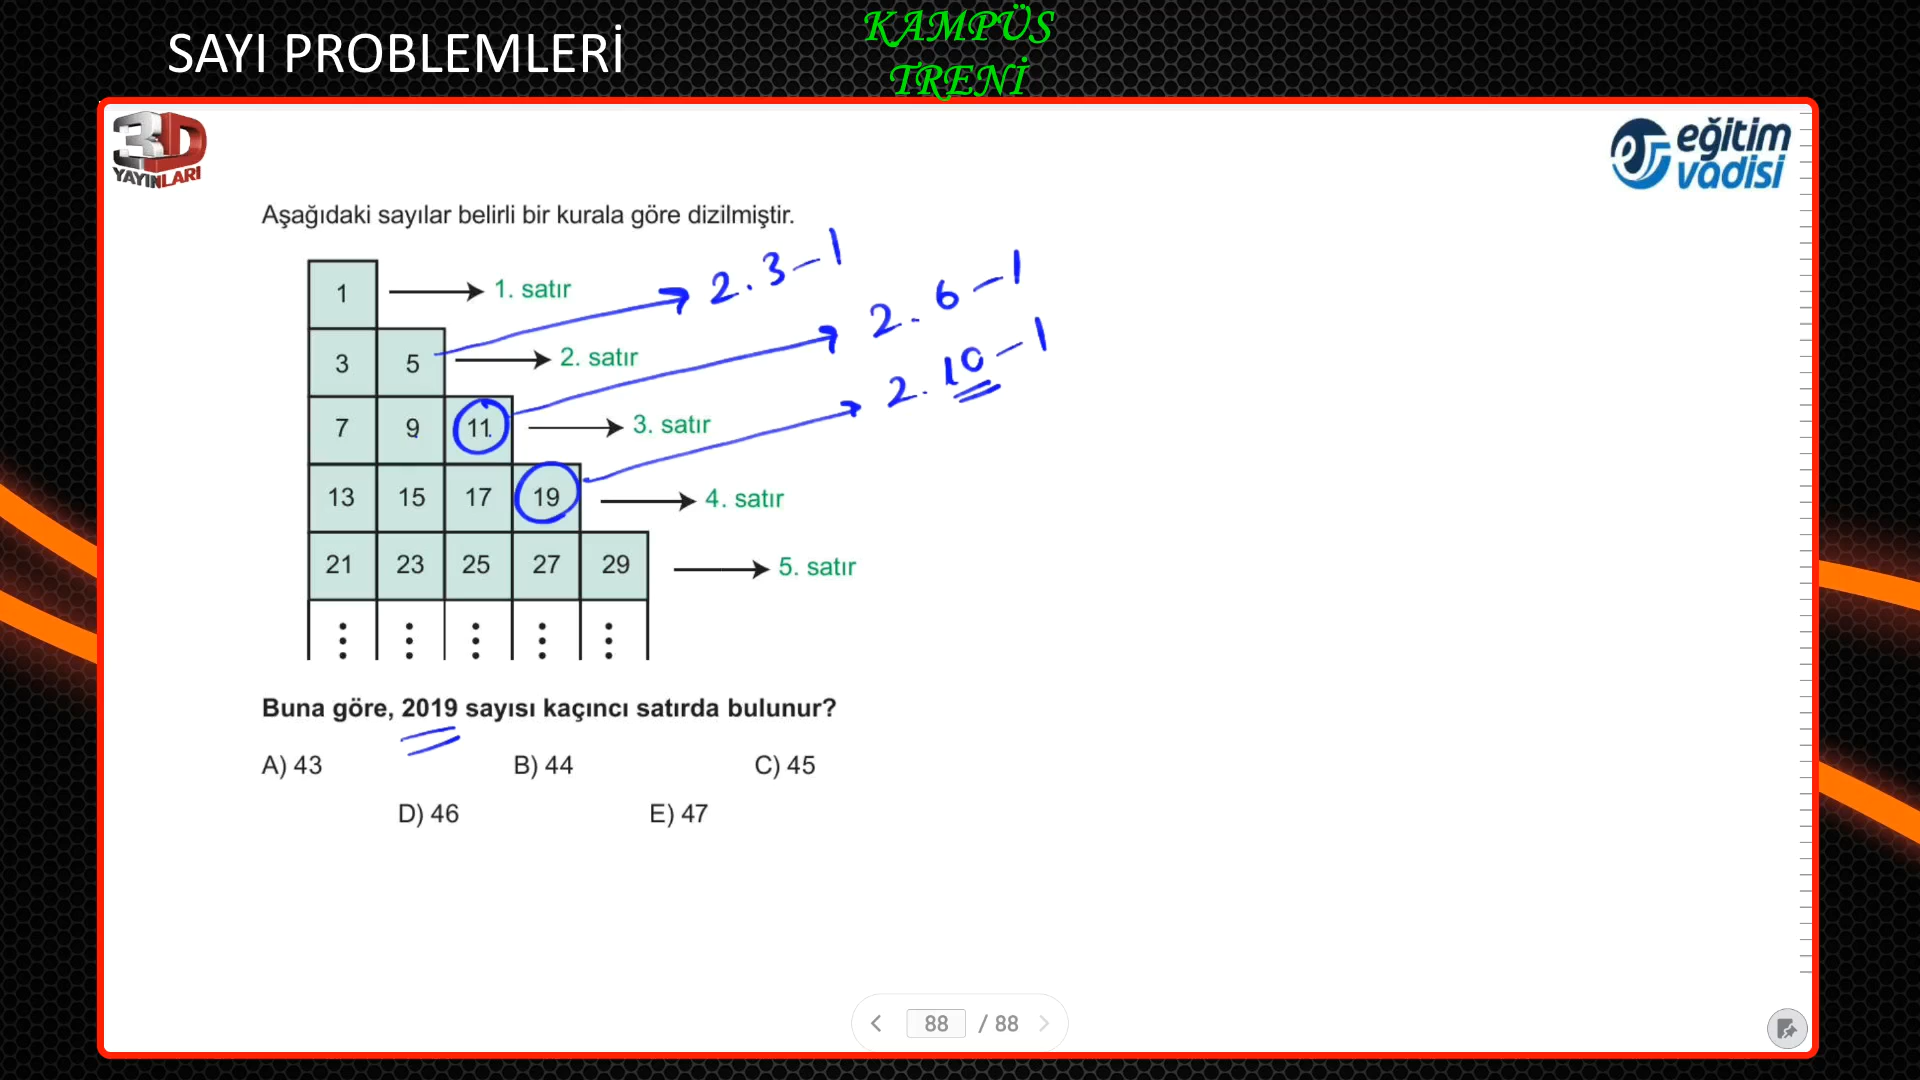 SAYI PROBLEMLERİ
KAMPÜS
TRENİ
3D
YAYINLARI
eğitim
vadisi
Aşağıdaki sayılar belirli bir kurala göre dizilmiştir.
1 1. satır 2.3-1
3 5 2. satır 2.6-1
7 9 11 3. satır 2.10-1
13 15 17 19 4. satır
21 23 25 27 29 5. satır
Buna göre, 2019 sayısı kaçıncı satırda bulunur?
A) 43 B) 44 C) 45
D) 46 E) 47
88 / 88